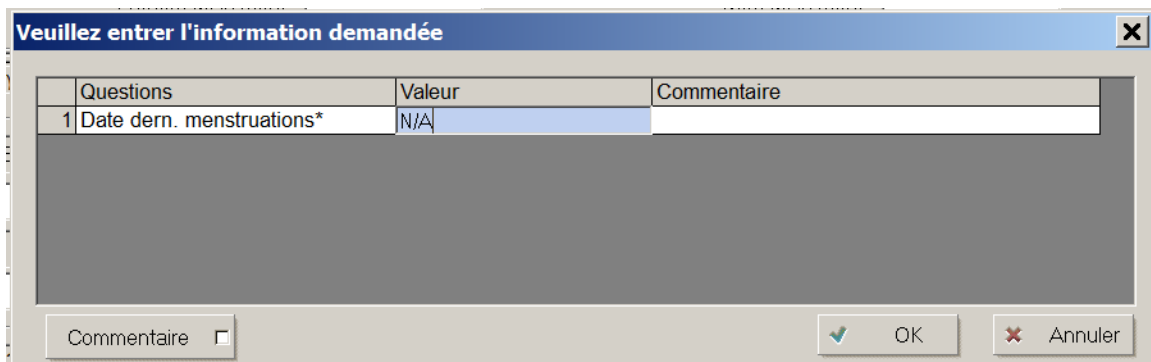 Veuillez entrer l'information demandée
Questions Valeur Commentaire
1 Date dern. menstruations* N/A
Commentaire OK Annuler